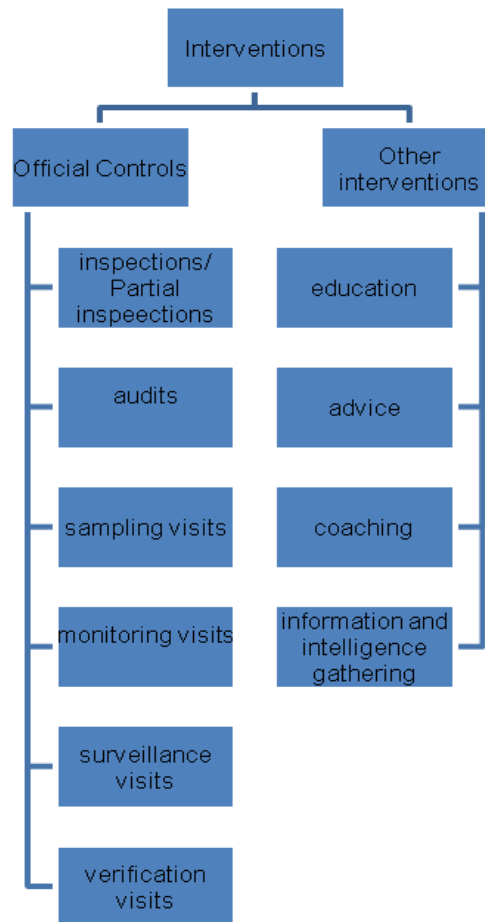 Interventions
Official Controls
Other
interventions
inspections/
Partial
inspeections
education
audits
advice
sampling visits
coaching
monitoring visits
information and
intelligence
gathering
surveillance
visits
verification
visits